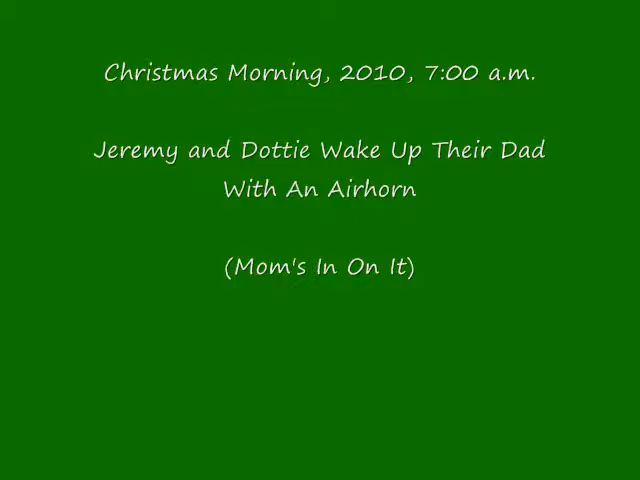 Christmas Morning, 2010, 7:00 a.m.
Jeremy and Dottie Wake Up Their Dad
With An Airhorn
(Mom's In On It)